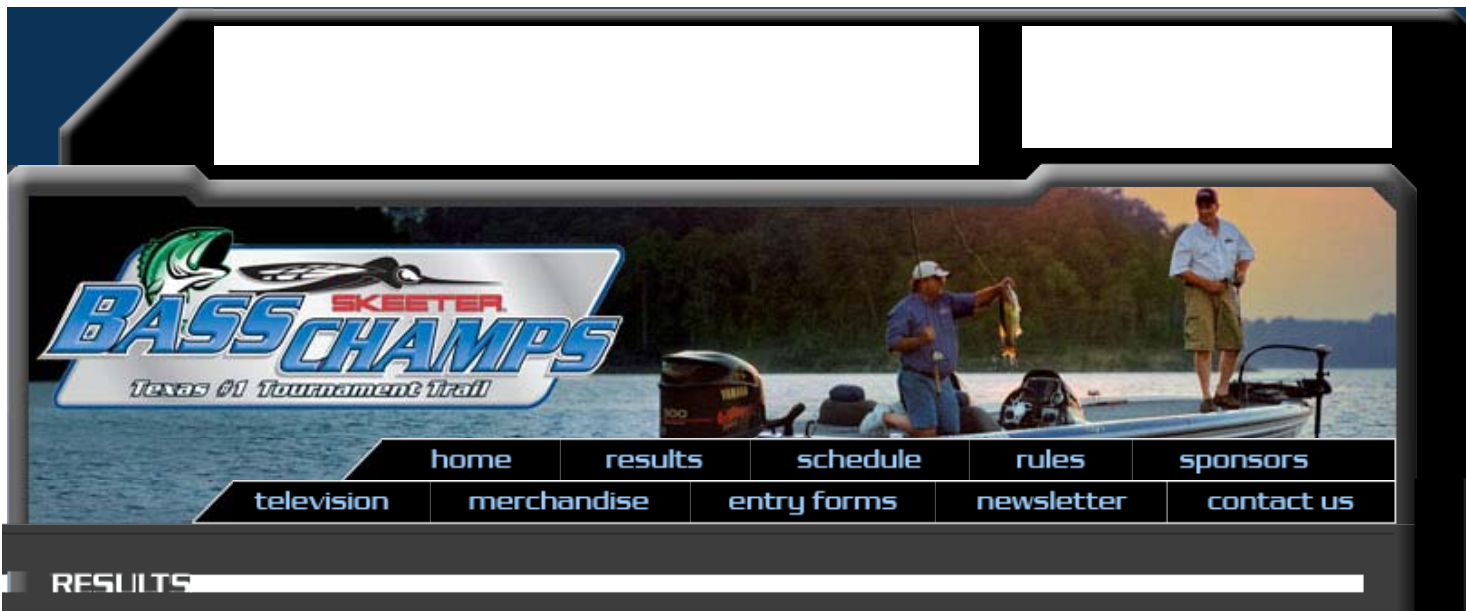 SKEETER
BASS CHAMPS
Texas #1 Tournament Trail
YAMAHA
home results schedule rules sponsors
television merchandise entry forms newsletter contact us
RESULTS